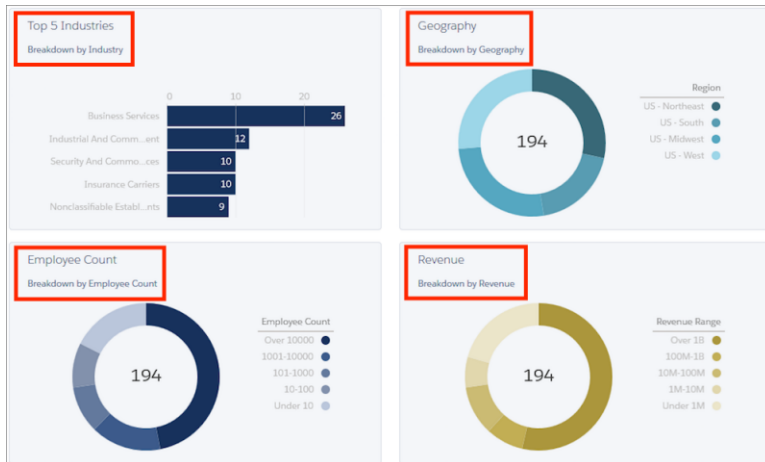 Top 5 Industries
Breakdown by Industry
0 10 20
Business Services 26
Industrial And Comm...ent 12
Security And Commo...ces 10
Insurance Carriers 10
Nonclassifiable Establ...nts 9
Geography
Breakdown by Geography
194
Region
US - Northeast
US - South
US - Midwest
US - West
Employee Count
Breakdown by Employee Count
194
Employee Count
Over 10000
1001-10000
101-1000
10-100
Under 10
Revenue
Breakdown by Revenue
194
Revenue Range
Over 1B
100M-1B
10M-100M
1M-10M
Under 1M